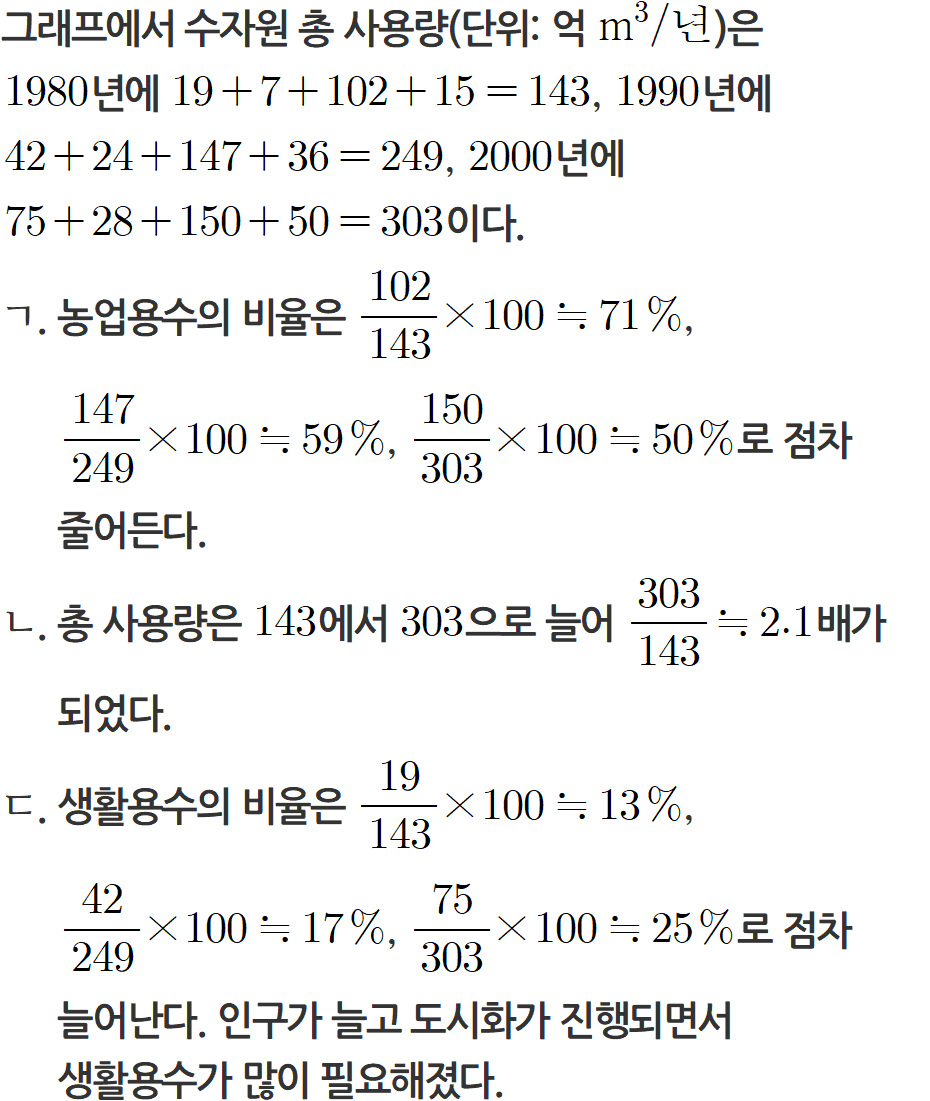 그래프에서 수자원 총 사용량(단위: 억 m³/년)은
1980년에 19+7+102+15=143, 1990년에
42+24+147+36=249, 2000년에
75+28+150+50=303이다.
ㄱ. 농업용수의 비율은 102/143×100≒71%,
147/249×100≒59%, 150/303×100≒50%로 점차
줄어든다.
ㄴ. 총 사용량은 143에서 303으로 늘어 303/143≒2.1배가
되었다.
ㄷ. 생활용수의 비율은 19/143×100≒13%,
42/249×100≒17%, 75/303×100≒25%로 점차
늘어난다. 인구가 늘고 도시화가 진행되면서
생활용수가 많이 필요해졌다.